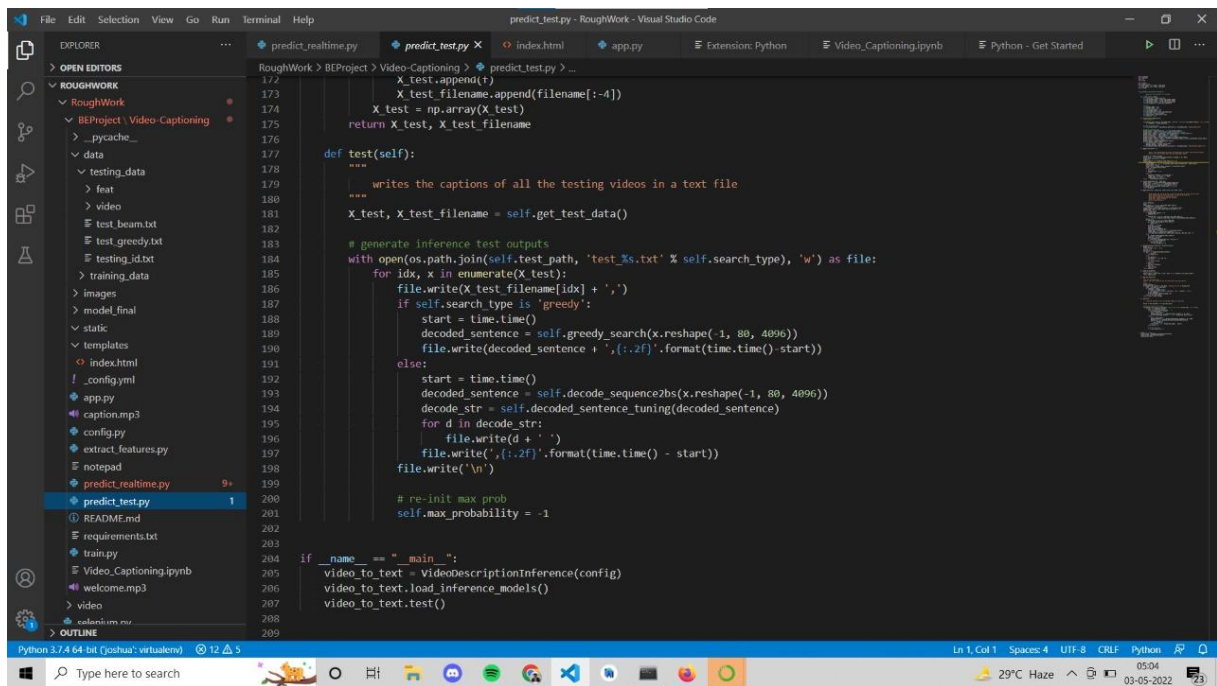 File Edit Selection View Go Run Terminal Help
predict_test.py - RoughWork - Visual Studio Code
EXPLORER
predict_realtime.py
predict_test.py
index.html
app.py
Extension: Python
Video_Captioning.ipynb
Python - Get Started
OPEN EDITORS
RoughWork > BEProject > Video-Captioning > predict_test.py > ...
ROUGHWORK
RoughWork
BEProject \ Video-Captioning
__pycache__
data
testing_data
feat
video
test_beam.txt
test_greedy.txt
testing_id.txt
training_data
images
model_final
static
templates
index.html
_config.yml
app.py
caption.mp3
config.py
extract_features.py
notepad
predict_realtime.py 9+
predict_test.py 1
README.md
requirements.txt
train.py
Video_Captioning.ipynb
welcome.mp3
video
selenium.py
OUTLINE
172 X_test.append(f)
173 X_test_filename.append(filename[:-4])
174 X_test = np.array(X_test)
175 return X_test, X_test_filename
176
177 def test(self):
178 """
179 writes the captions of all the testing videos in a text file
180 """
181 X_test, X_test_filename = self.get_test_data()
182
183 # generate inference test outputs
184 with open(os.path.join(self.test_path, 'test_%s.txt' % self.search_type), 'w') as file:
185 for idx, x in enumerate(X_test):
186 file.write(X_test_filename[idx] + ',')
187 if self.search_type is 'greedy':
188 start = time.time()
189 decoded_sentence = self.greedy_search(x.reshape(-1, 80, 4096))
190 file.write(decoded_sentence + ',{:.2f}'.format(time.time()-start))
191 else:
192 start = time.time()
193 decoded_sentence = self.decode_sequence2bs(x.reshape(-1, 80, 4096))
194 decode_str = self.decoded_sentence_tuning(decoded_sentence)
195 for d in decode_str:
196 file.write(d + ' ')
197 file.write(',{:.2f}'.format(time.time() - start))
198 file.write('\n')
199
200 # re-init max prob
201 self.max_probability = -1
202
203
204 if __name__ == "__main__":
205 video_to_text = VideoDescriptionInference(config)
206 video_to_text.load_inference_models()
207 video_to_text.test()
208
209
Python 3.7.4 64-bit ('joshua': virtualenv) 12 5
Ln 1, Col 1 Spaces: 4 UTF-8 CRLF Python
Type here to search
29°C Haze
05:04
03-05-2022
23